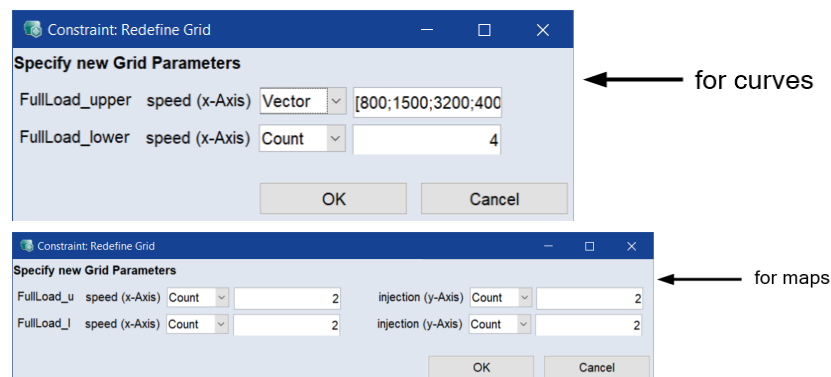 Constraint: Redefine Grid
Specify new Grid Parameters
FullLoad_upper speed (x-Axis) Vector [800;1500;3200;400
FullLoad_lower speed (x-Axis) Count 4
OK Cancel
for curves
Constraint: Redefine Grid
Specify new Grid Parameters
FullLoad_u speed (x-Axis) Count 2 injection (y-Axis) Count 2
FullLoad_l speed (x-Axis) Count 2 injection (y-Axis) Count 2
OK Cancel
for maps